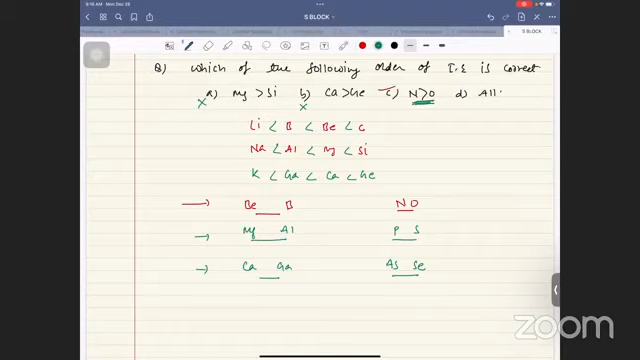 9:16 AM Mon Dec 26
S BLOCK
S BLOCK
Q) which of the following order of I.E is correct
a) Mg > Si b) Ca > Ge c) N > O d) All.
x x
Li < B < Be < C
Na < Al < Mg < Si
K < Ga < Ca < Ge
→ Be B N O
→ Mg Al P S
→ Ca Ga As Se
zoom